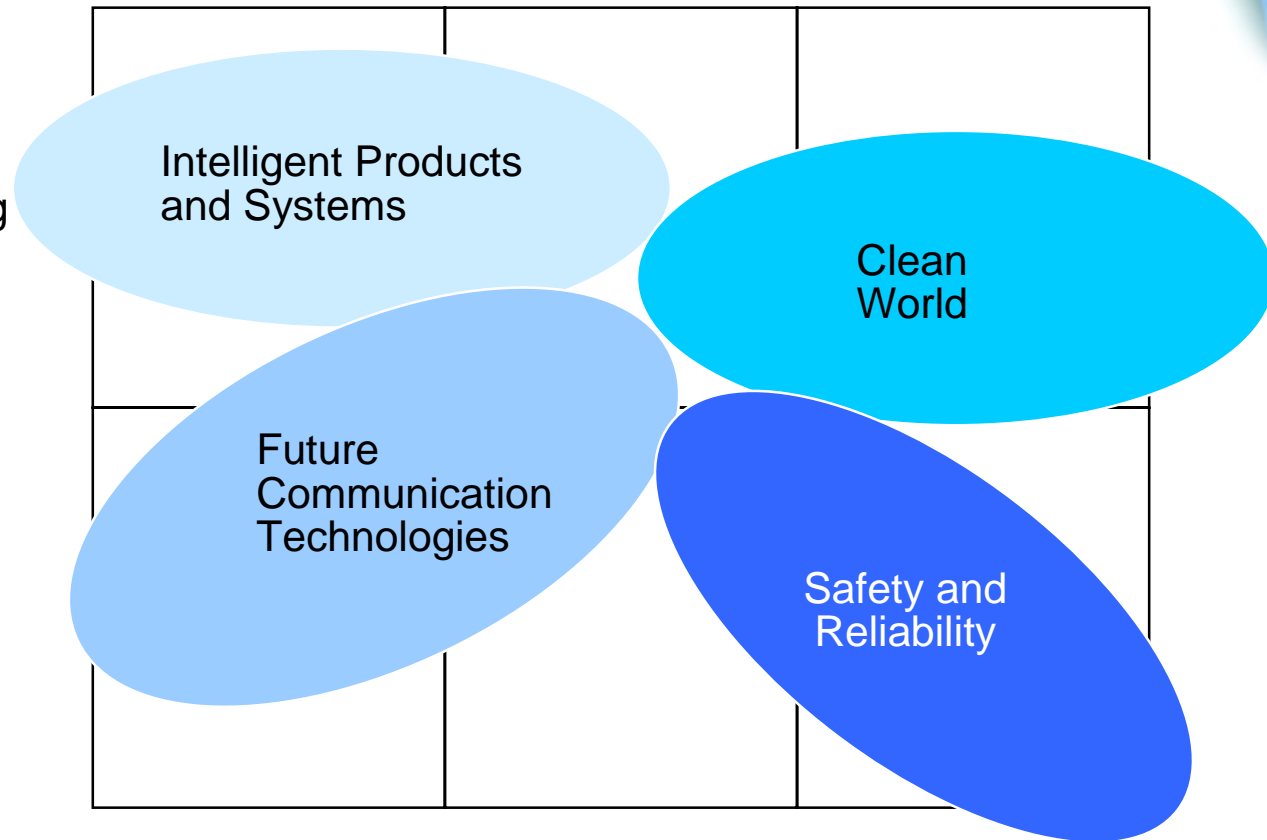 Intelligent Products
and Systems
g
Clean
World
Future
Communication
Technologies
Safety and
Reliability